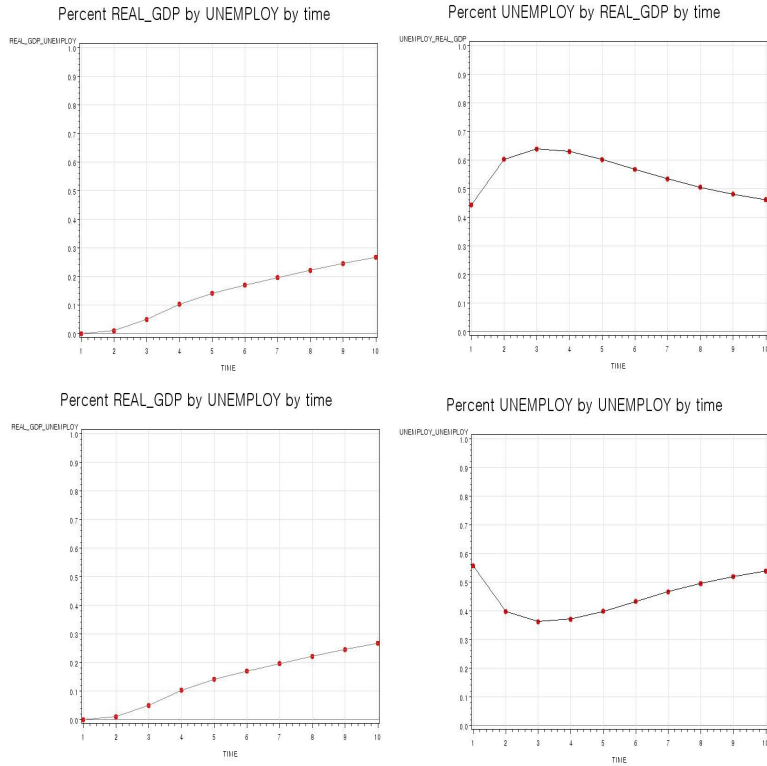 Percent REAL_GDP by UNEMPLOY by time
REAL_GDP_UNEMPLOY
1.0
0.9
0.8
0.7
0.6
0.5
0.4
0.3
0.2
0.1
0.0
1 2 3 4 5 6 7 8 9 10
TIME
Percent UNEMPLOY by REAL_GDP by time
UNEMPLOY_REAL_GDP
1.0
0.9
0.8
0.7
0.6
0.5
0.4
0.3
0.2
0.1
0.0
1 2 3 4 5 6 7 8 9 10
TIME
Percent REAL_GDP by UNEMPLOY by time
REAL_GDP_UNEMPLOY
1.0
0.9
0.8
0.7
0.6
0.5
0.4
0.3
0.2
0.1
0.0
1 2 3 4 5 6 7 8 9 10
TIME
Percent UNEMPLOY by UNEMPLOY by time
UNEMPLOY_UNEMPLOY
1.0
0.9
0.8
0.7
0.6
0.5
0.4
0.3
0.2
0.1
0.0
1 2 3 4 5 6 7 8 9 10
TIME